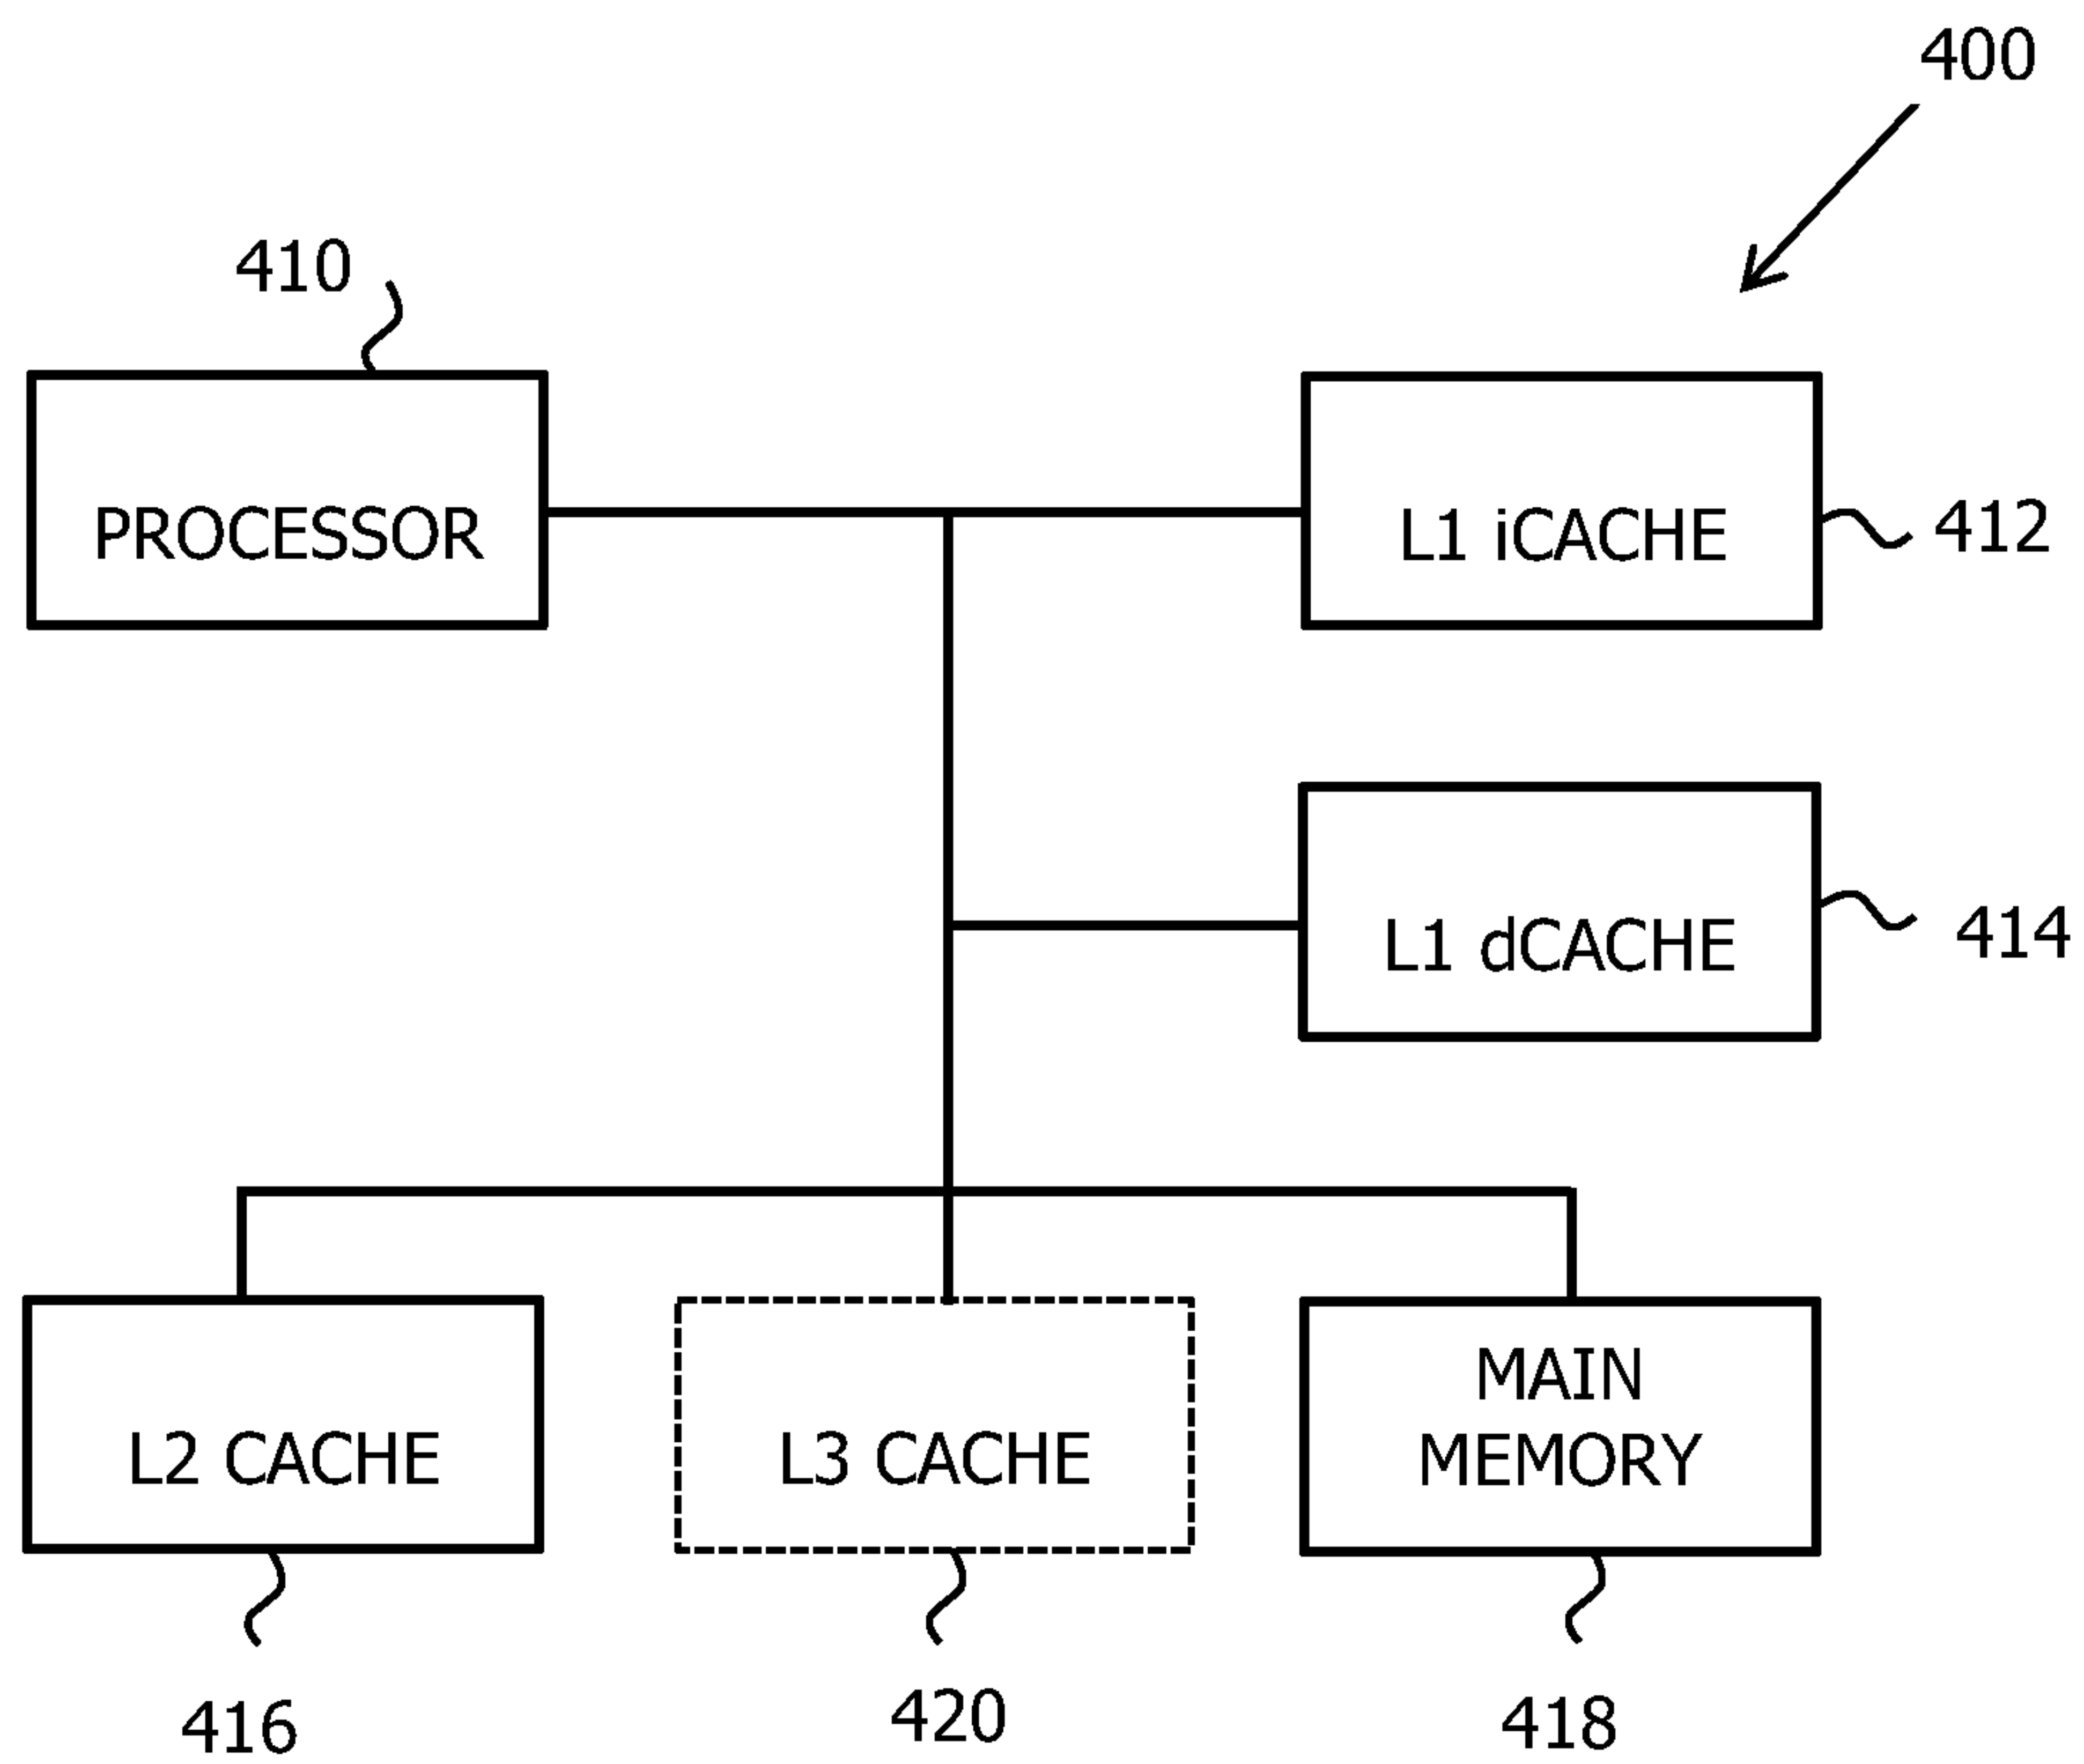 400
410
PROCESSOR
L1 iCACHE
412
L1 dCACHE
414
L2 CACHE
L3 CACHE
MAIN
MEMORY
416
420
418